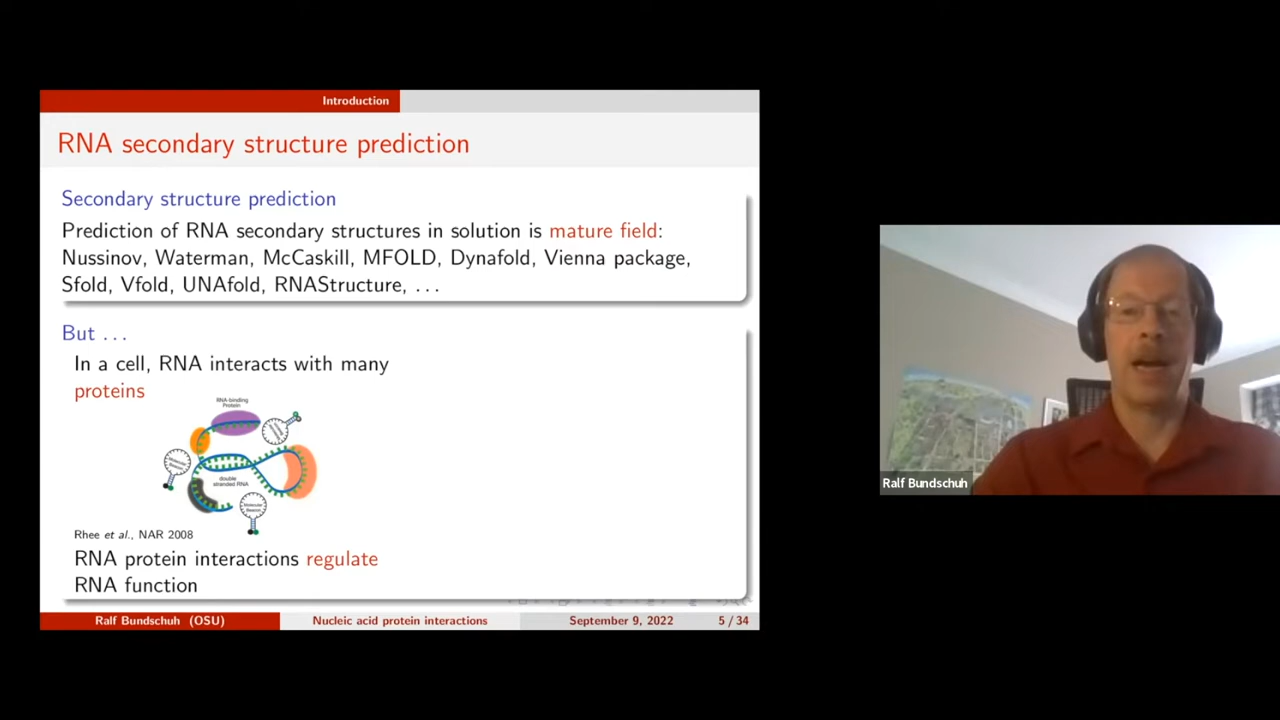 Introduction
RNA secondary structure prediction
Secondary structure prediction
Prediction of RNA secondary structures in solution is mature field:
Nussinov, Waterman, McCaskill, MFOLD, Dynafold, Vienna package,
Sfold, Vfold, UNAfold, RNAStructure, ...
But ...
In a cell, RNA interacts with many
proteins
RNA-binding
Protein
double
stranded RNA
Molecular
Beacon
Rhee et al., NAR 2008
RNA protein interactions regulate
RNA function
Ralf Bundschuh (OSU)
Nucleic acid protein interactions
September 9, 2022
5 / 34
Ralf Bundschuh